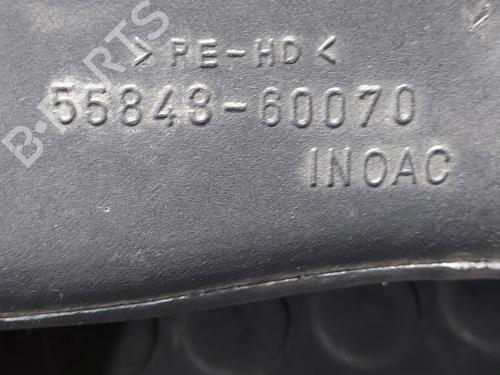 B-PARTS
>PE-HD<
55843-60070
INOAC